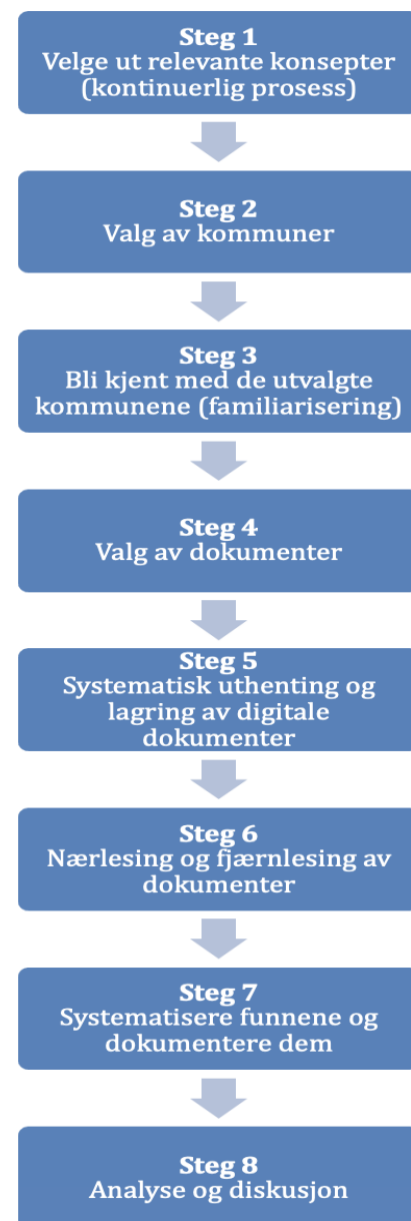 Steg 1
Velge ut relevante konsepter
(kontinuerlig prosess)
Steg 2
Valg av kommuner
Steg 3
Bli kjent med de utvalgte
kommunene (familiarisering)
Steg 4
Valg av dokumenter
Steg 5
Systematisk uthenting og
lagring av digitale
dokumenter
Steg 6
Nærlesing og fjærnlesing av
dokumenter
Steg 7
Systematisere funnene og
dokumentere dem
Steg 8
Analyse og diskusjon